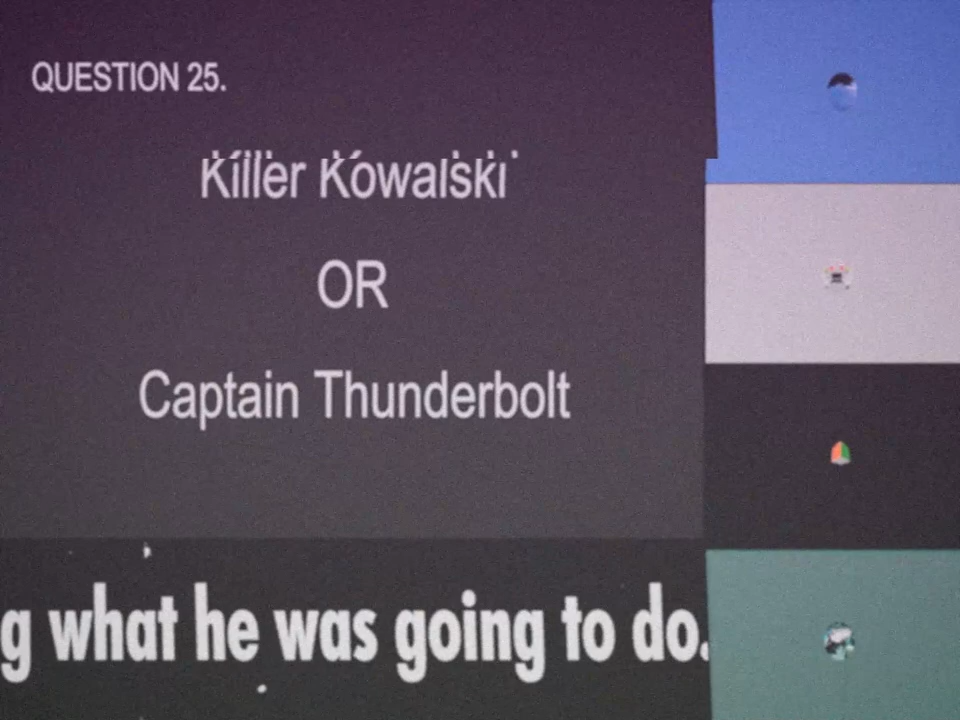 QUESTION 25.
Killer Kowalski
OR
Captain Thunderbolt
g what he was going to do.